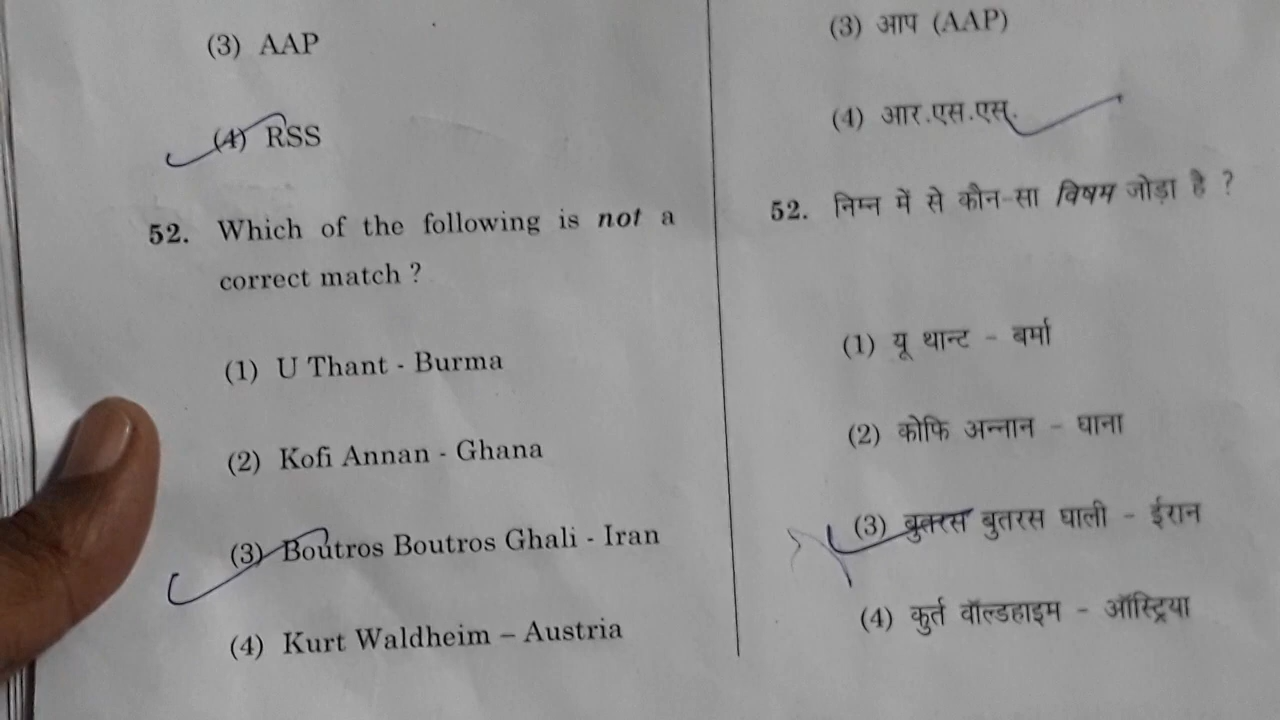 (3) AAP
(4) RSS
52. Which of the following is not a
correct match ?
(1) U Thant - Burma
(2) Kofi Annan - Ghana
(3) Boutros Boutros Ghali - Iran
(4) Kurt Waldheim – Austria
(3) आप (AAP)
(4) आर.एस.एस.
52. निम्न में से कौन-सा विषम जोड़ा है ?
(1) यू थान्ट - बर्मा
(2) कोफि अन्नान - घाना
(3) बुतरस बुतरस घाली - ईरान
(4) कुर्त वॉल्डहाइम - ऑस्ट्रिया